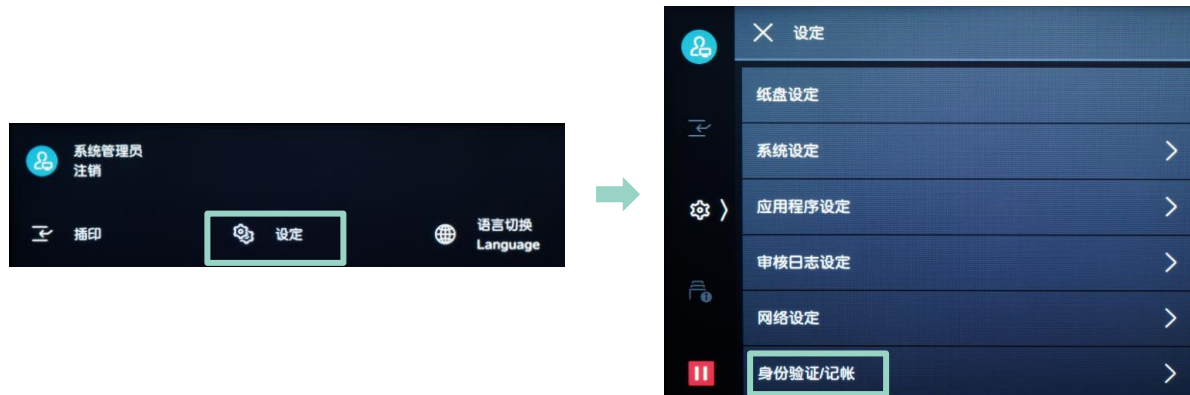 系统管理员
注销
插印
设定
语言切换
Language
设定
纸盘设定
系统设定
应用程序设定
审核日志设定
网络设定
身份验证/记帐